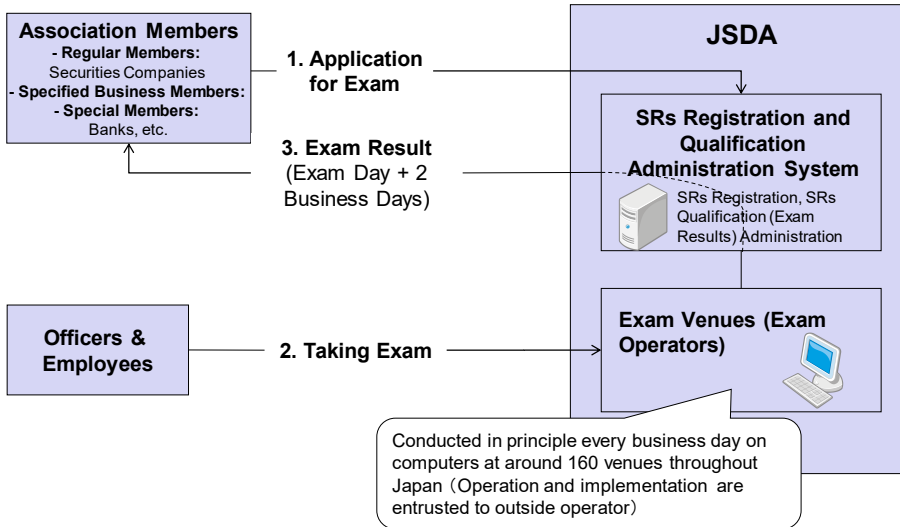 Association Members
- Regular Members:
Securities Companies
- Specified Business Members:
- Special Members:
Banks, etc.
1. Application
for Exam
3. Exam Result
(Exam Day + 2
Business Days)
JSDA
SRs Registration and
Qualification
Administration System
SRs Registration, SRs
Qualification (Exam
Results) Administration
Officers &
Employees
2. Taking Exam
Exam Venues (Exam
Operators)
Conducted in principle every business day on
computers at around 160 venues throughout
Japan（Operation and implementation are
entrusted to outside operator）